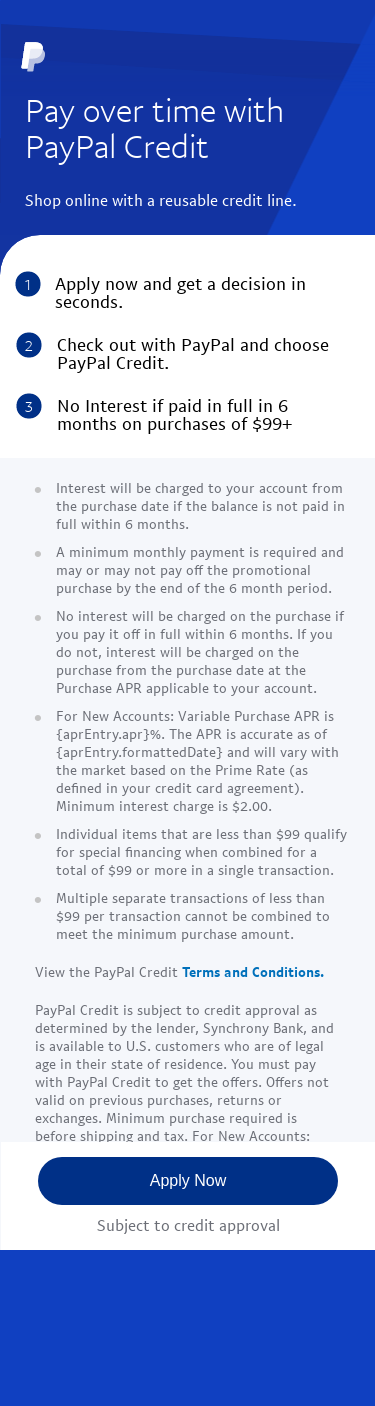 Pay over time with
PayPal Credit
Shop online with a reusable credit line.
1 Apply now and get a decision in
seconds.
2 Check out with PayPal and choose
PayPal Credit.
3 No Interest if paid in full in 6
months on purchases of $99+
Interest will be charged to your account from
the purchase date if the balance is not paid in
full within 6 months.
A minimum monthly payment is required and
may or may not pay off the promotional
purchase by the end of the 6 month period.
No interest will be charged on the purchase if
you pay it off in full within 6 months. If you
do not, interest will be charged on the
purchase from the purchase date at the
Purchase APR applicable to your account.
For New Accounts: Variable Purchase APR is
{aprEntry.apr}%. The APR is accurate as of
{aprEntry.formattedDate} and will vary with
the market based on the Prime Rate (as
defined in your credit card agreement).
Minimum interest charge is $2.00.
Individual items that are less than $99 qualify
for special financing when combined for a
total of $99 or more in a single transaction.
Multiple separate transactions of less than
$99 per transaction cannot be combined to
meet the minimum purchase amount.
View the PayPal Credit Terms and Conditions.
PayPal Credit is subject to credit approval as
determined by the lender, Synchrony Bank, and
is available to U.S. customers who are of legal
age in their state of residence. You must pay
with PayPal Credit to get the offers. Offers not
valid on previous purchases, returns or
exchanges. Minimum purchase required is
before shipping and tax. For New Accounts:
Apply Now
Subject to credit approval